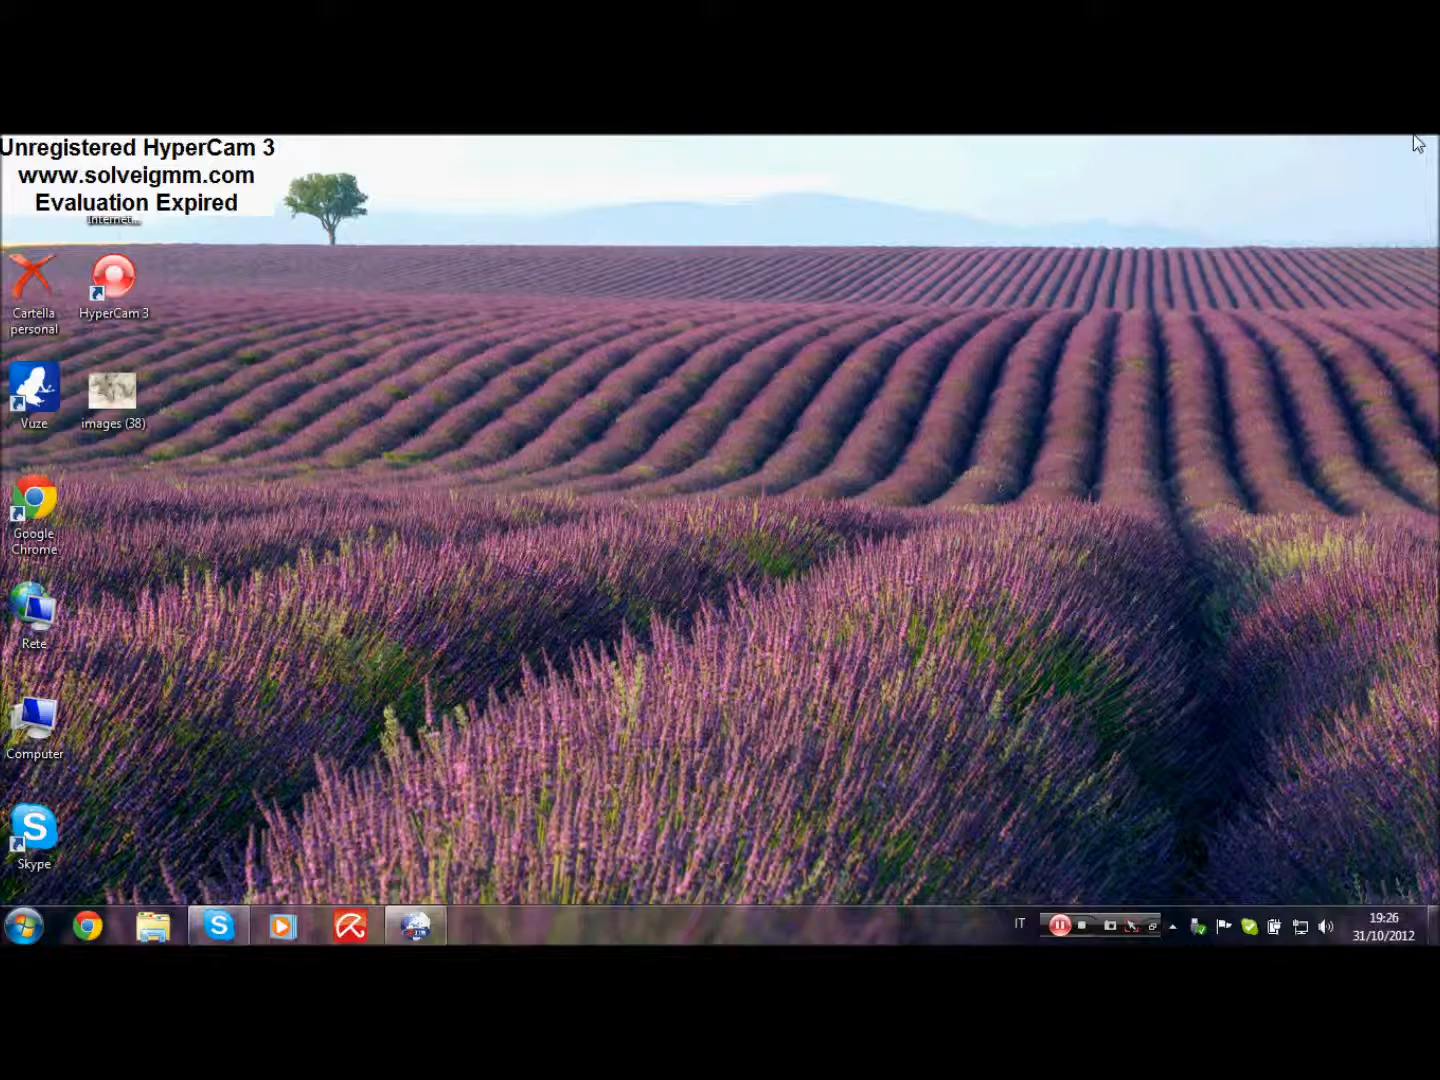 Unregistered HyperCam 3
www.solveigmm.com
Evaluation Expired
Internet...
Cartella
personal
HyperCam 3
Vuze
images (38)
Google
Chrome
Rete
Computer
Skype
IT
19:26
31/10/2012